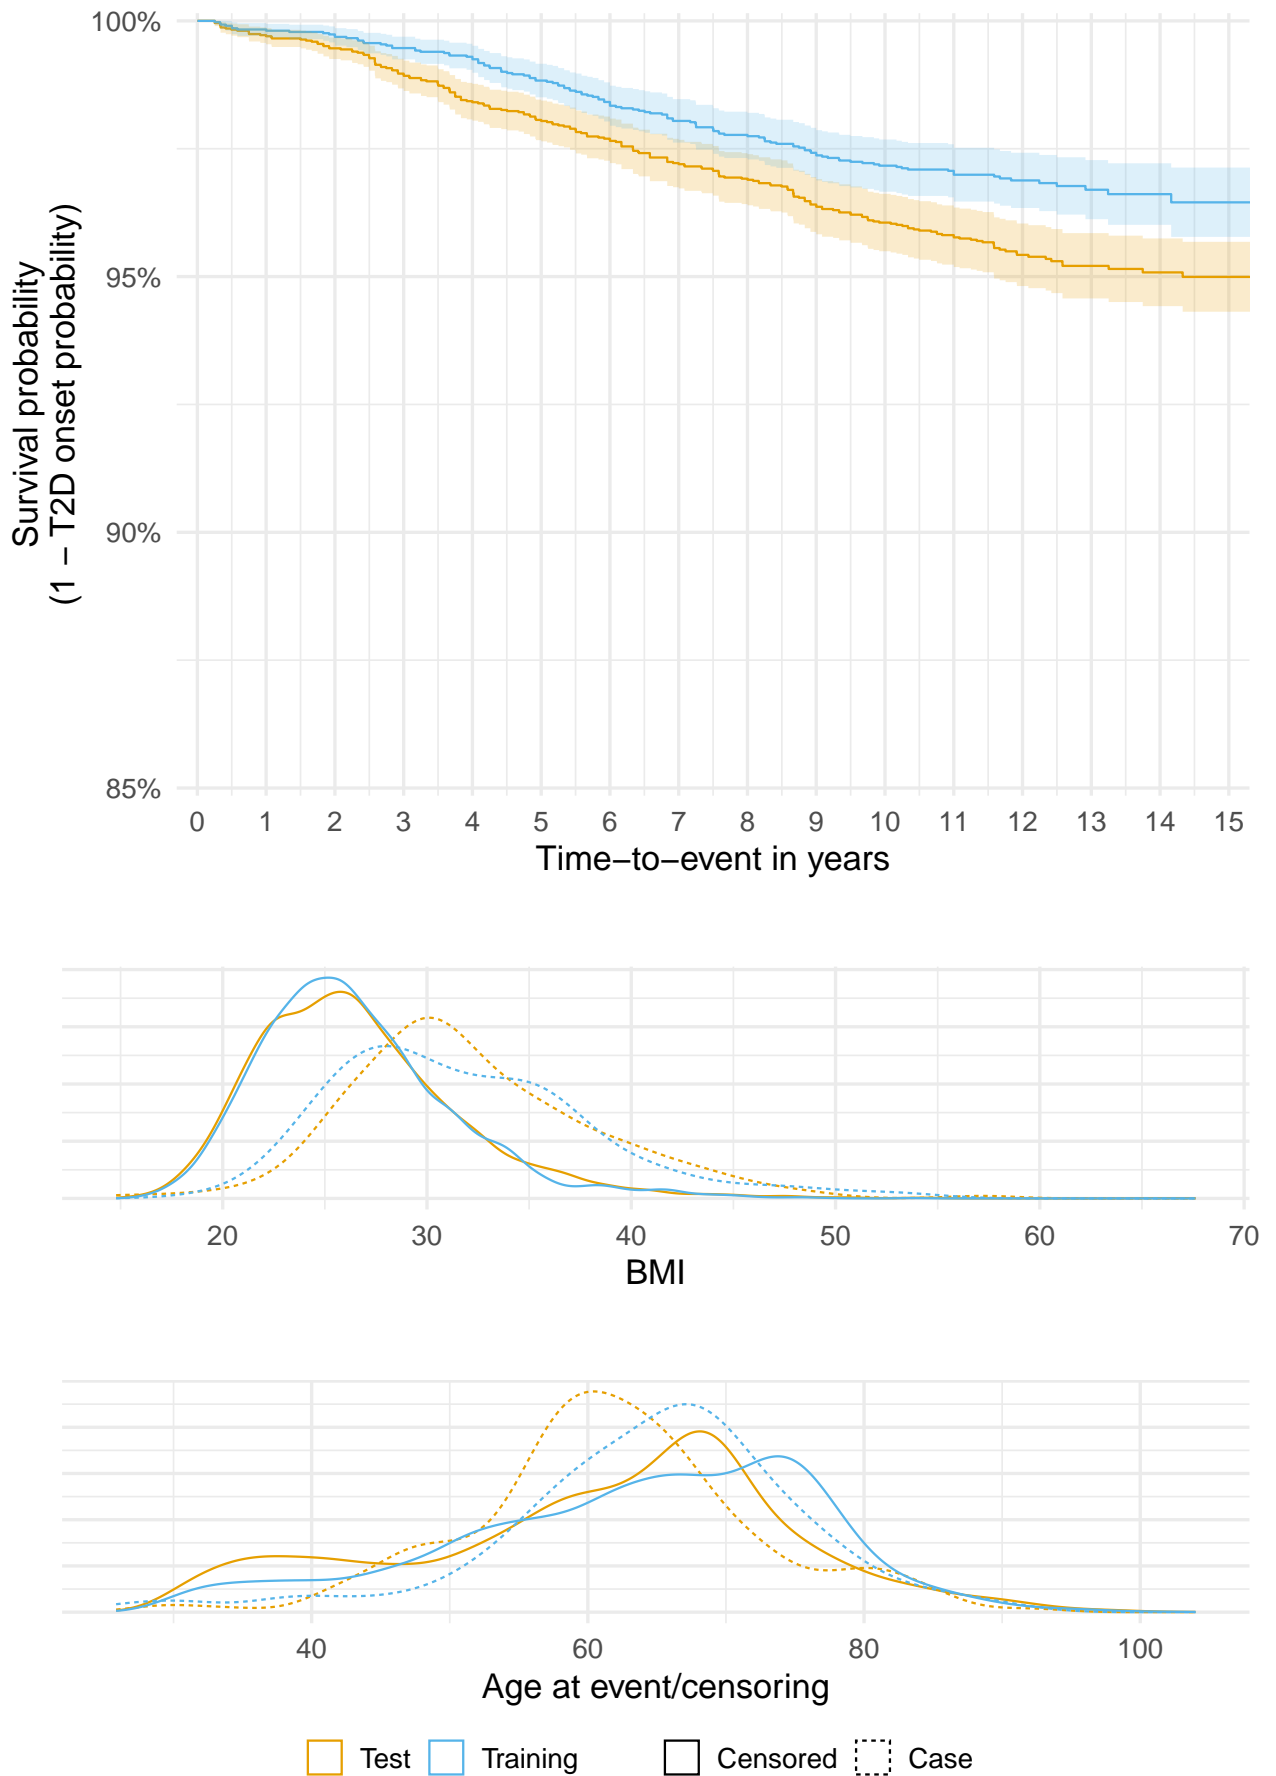 100%
95%
90%
85%
Survival probability
(1 − T2D onset probability)
0 1 2 3 4 5 6 7 8 9 10 11 12 13 14 15
Time−to−event in years
20 30 40 50 60 70
BMI
40 60 80 100
Age at event/censoring
Test Training Censored Case